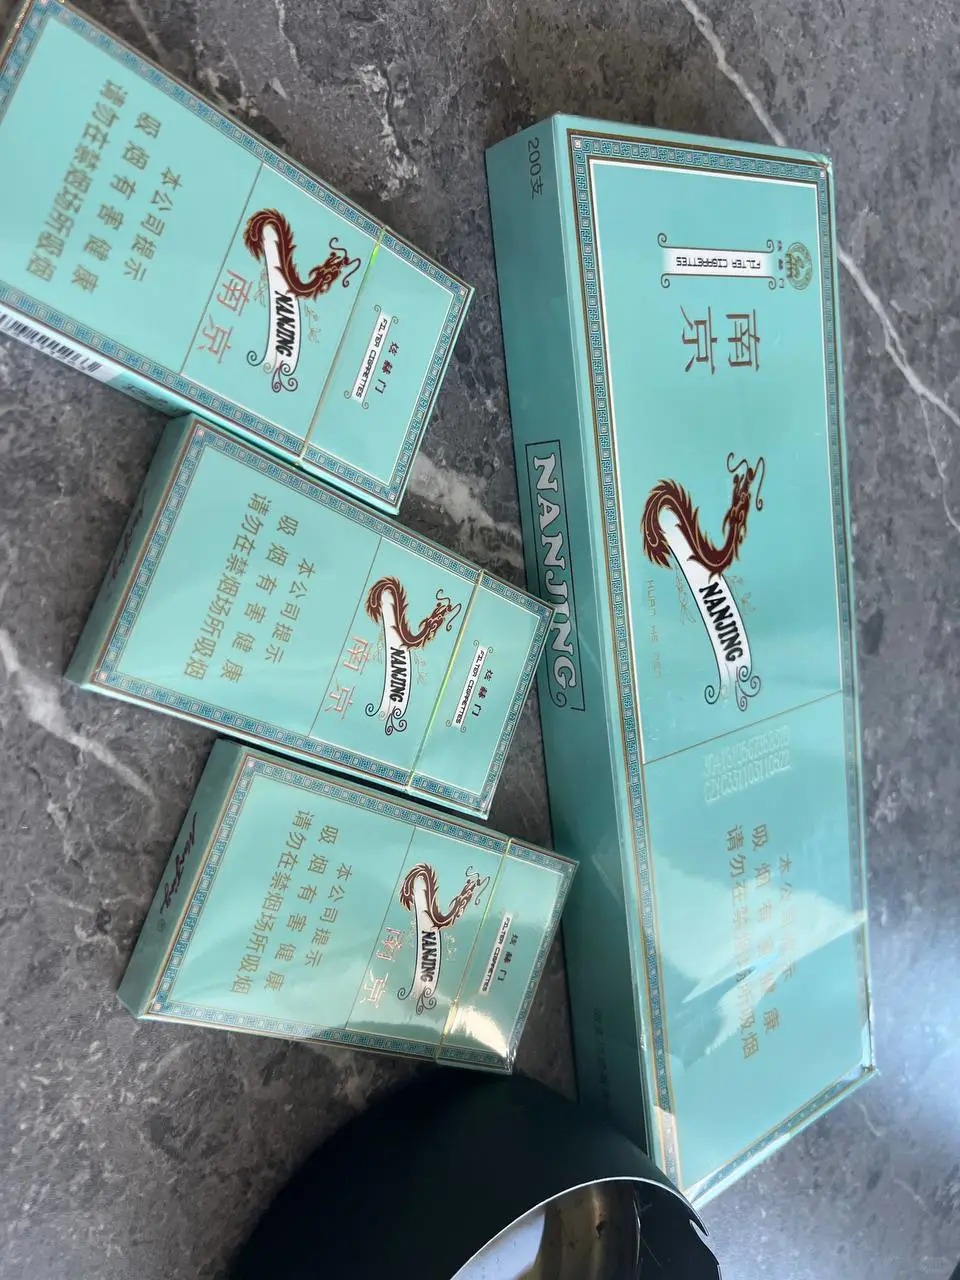 200支
NANJING
炫赫门
FILTER CIGARETTES
南京
NANJING
XUAN HE MEN
本公司提示
吸烟有害健康
请勿在禁烟场所吸烟
炫赫门
FILTER CIGARETTES
NANJING
南京
本公司提示
吸烟有害健康
请勿在禁烟场所吸烟
炫赫门
FILTER CIGARETTES
NANJING
南京
本公司提示
吸烟有害健康
请勿在禁烟场所吸烟
炫赫门
FILTER CIGARETTES
NANJING
南京
本公司提示
吸烟有害健康
请勿在禁烟场所吸烟
NanJing